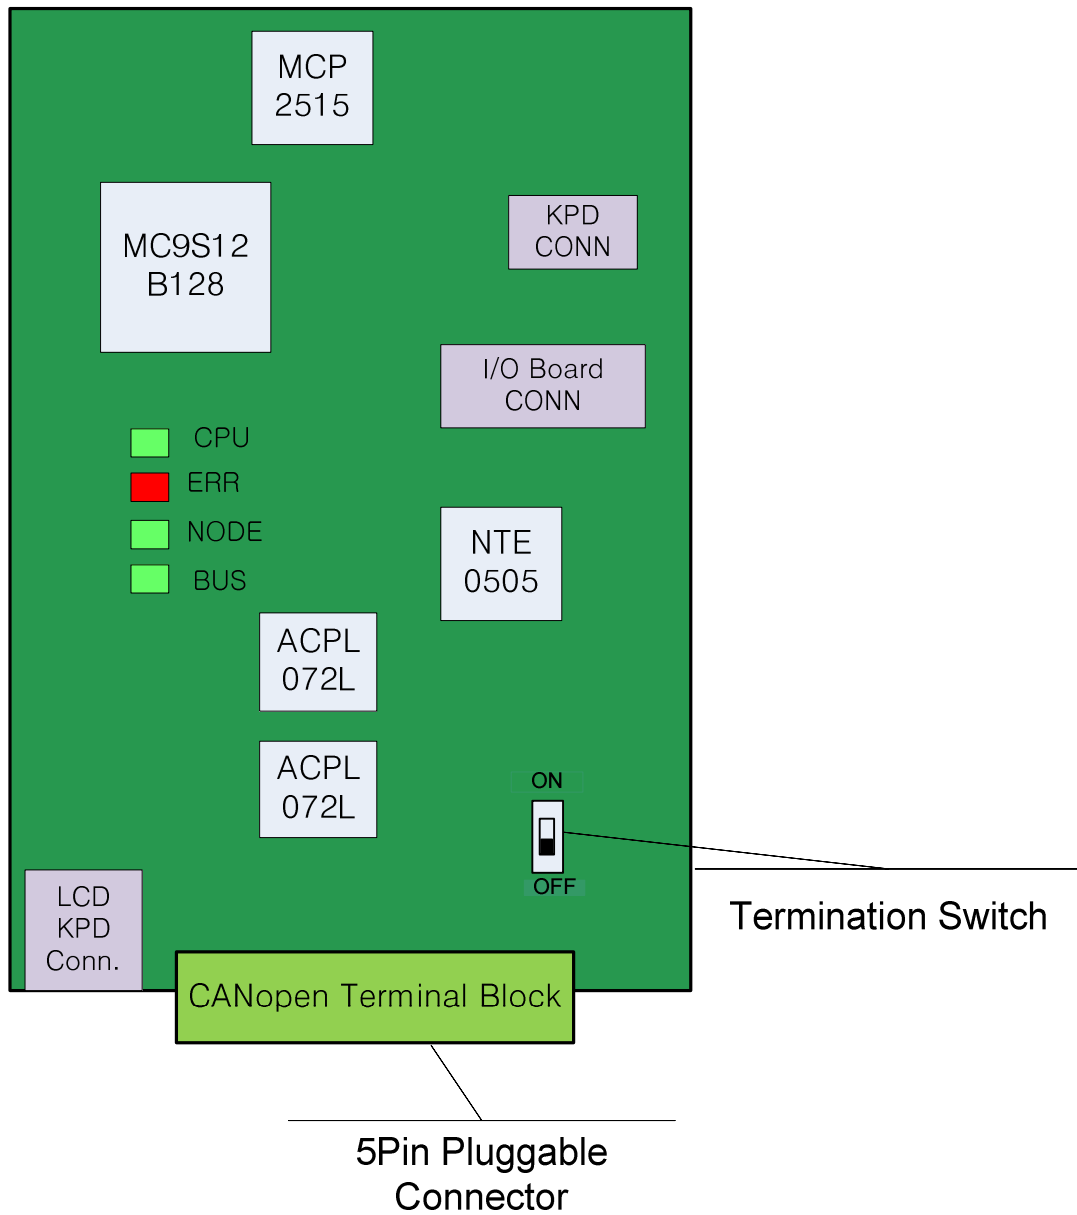 MCP
2515
MC9S12
B128
KPD
CONN
I/O Board
CONN
CPU
ERR
NODE
BUS
NTE
0505
ACPL
072L
ACPL
072L
ON
OFF
LCD
KPD
Conn.
Termination Switch
CANopen Terminal Block
5Pin Pluggable
Connector